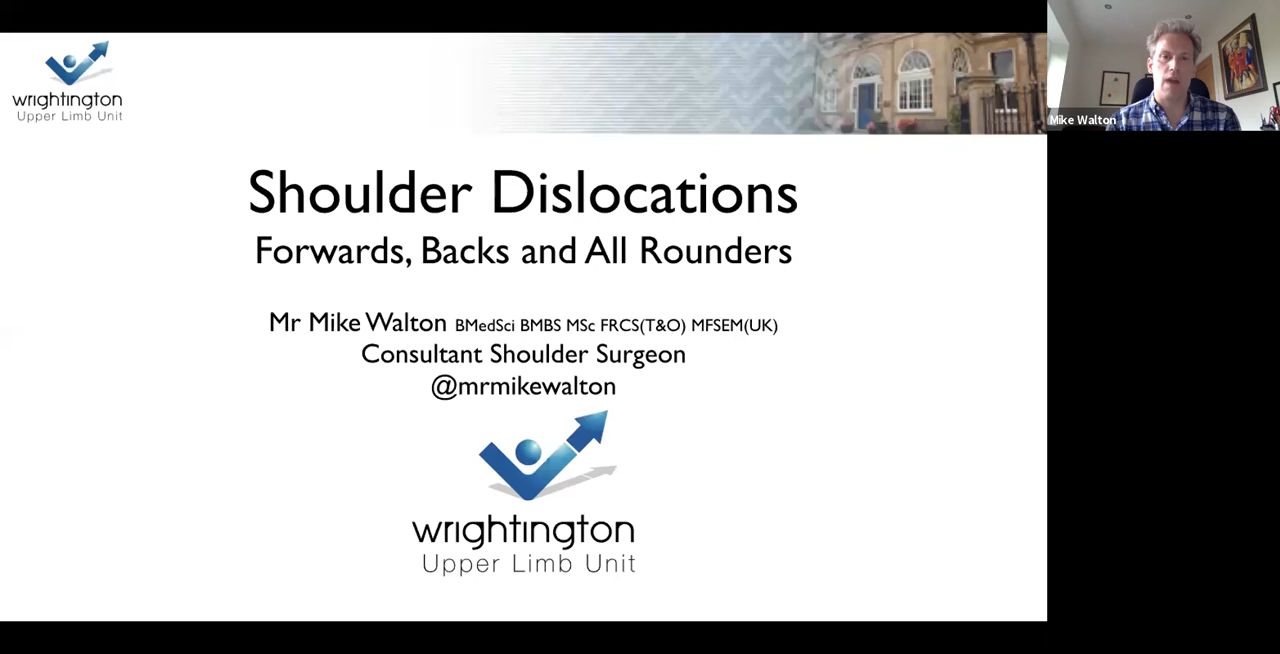 wrightington
Upper Limb Unit
Mike Walton
Shoulder Dislocations
Forwards, Backs and All Rounders
Mr Mike Walton BMedSci BMBS MSc FRCS(T&O) MFSEM(UK)
Consultant Shoulder Surgeon
@mrmikewalton
wrightington
Upper Limb Unit